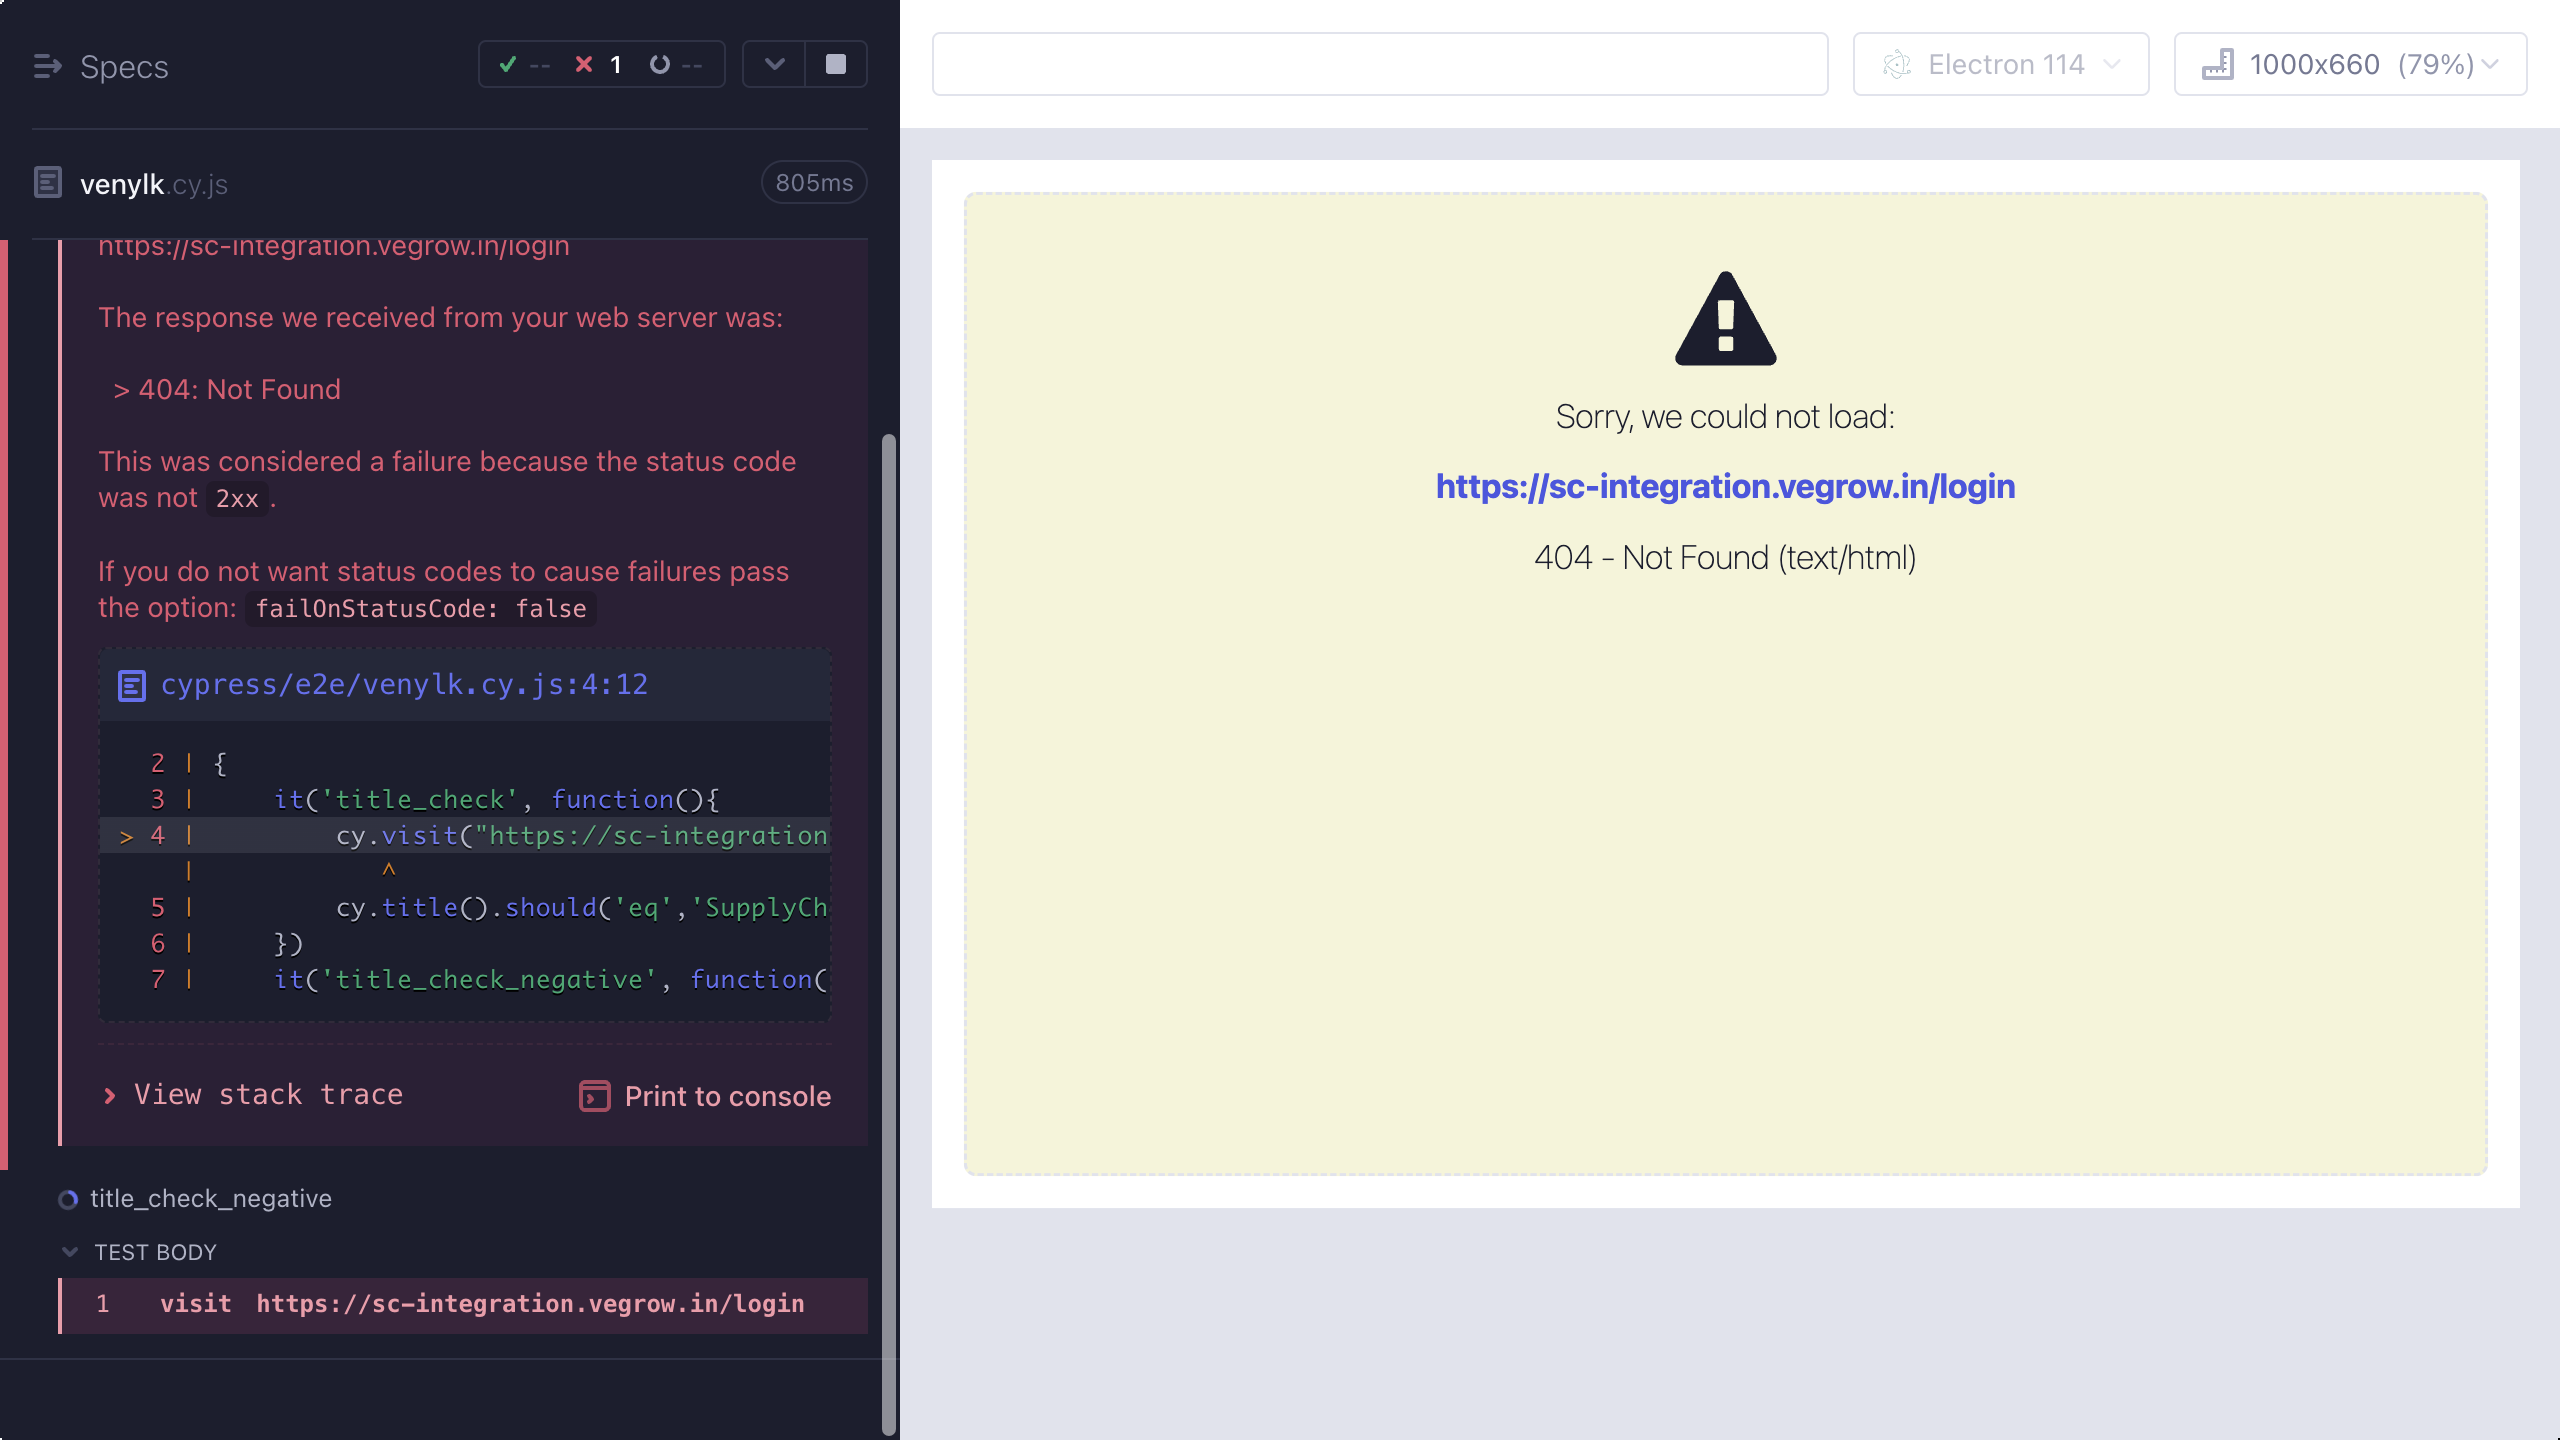 Specs
-- 1 --
venylk.cy.js
805ms
https://sc-integration.vegrow.in/login
The response we received from your web server was:
> 404: Not Found
This was considered a failure because the status code
was not 2xx.
If you do not want status codes to cause failures pass
the option: failOnStatusCode: false
cypress/e2e/venylk.cy.js:4:12
2 | {
3 | it('title_check', function(){
> 4 | cy.visit("https://sc-integration
| ^
5 | cy.title().should('eq','SupplyCh
6 | })
7 | it('title_check_negative', function(
View stack trace
Print to console
title_check_negative
TEST BODY
1 visit https://sc-integration.vegrow.in/login
Electron 114
1000x660 (79%)
Sorry, we could not load:
https://sc-integration.vegrow.in/login
404 - Not Found (text/html)